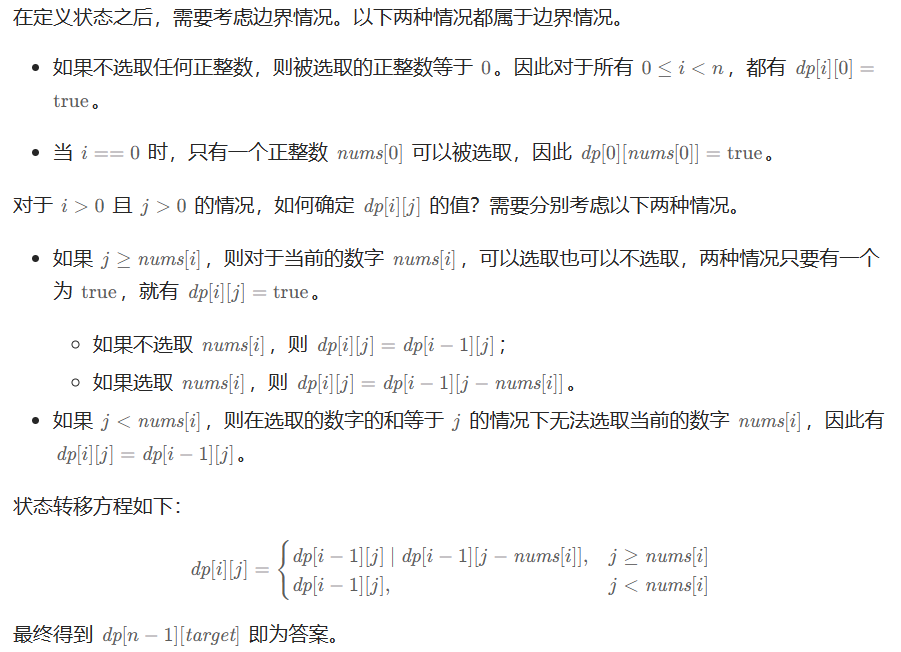 在定义状态之后，需要考虑边界情况。以下两种情况都属于边界情况。
• 如果不选取任何正整数，则被选取的正整数等于 0。因此对于所有 0 ≤ i < n，都有 dp[i][0] =
true。
• 当 i == 0 时，只有一个正整数 nums[0] 可以被选取，因此 dp[0][nums[0]] = true。
对于 i > 0 且 j > 0 的情况，如何确定 dp[i][j] 的值？需要分别考虑以下两种情况。
• 如果 j ≥ nums[i]，则对于当前的数字 nums[i]，可以选取也可以不选取，两种情况只要有一个
为 true，就有 dp[i][j] = true。
◦ 如果不选取 nums[i]，则 dp[i][j] = dp[i − 1][j]；
◦ 如果选取 nums[i]，则 dp[i][j] = dp[i − 1][j − nums[i]]。
• 如果 j < nums[i]，则在选取的数字的和等于 j 的情况下无法选取当前的数字 nums[i]，因此有
dp[i][j] = dp[i − 1][j]。
状态转移方程如下：
dp[i][j] = { dp[i − 1][j] | dp[i − 1][j − nums[i]], j ≥ nums[i]
dp[i − 1][j], j < nums[i]
最终得到 dp[n − 1][target] 即为答案。